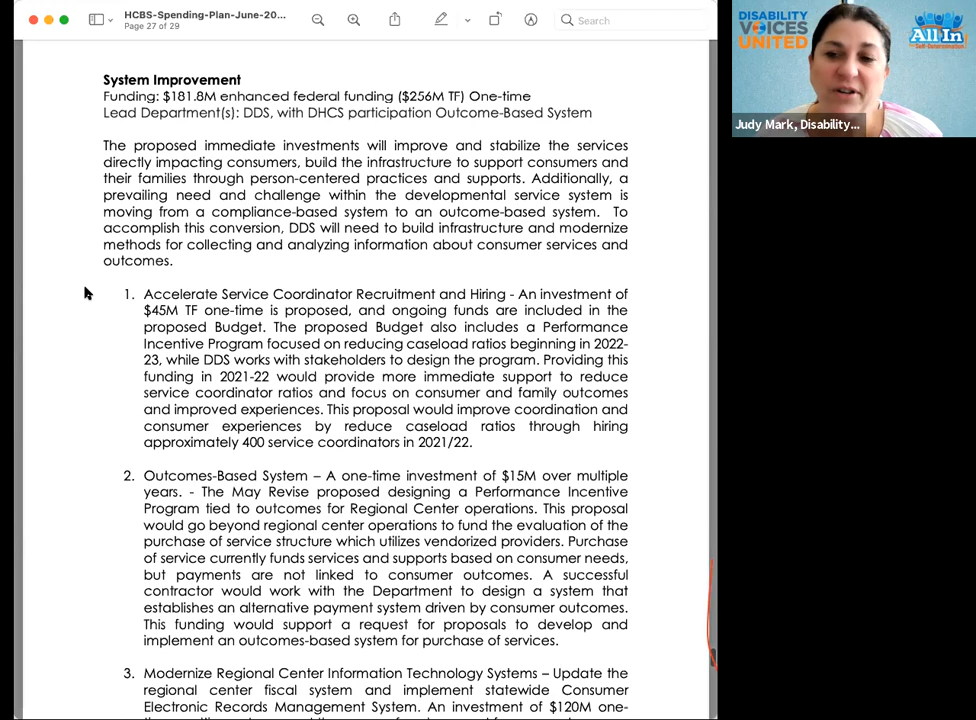 HCBS-Spending-Plan-June-20...
Page 27 of 29
Search
DISABILITY
VOICES
UNITED
All In
for Self-Determination
Judy Mark, Disability...
System Improvement
Funding: $181.8M enhanced federal funding ($256M TF) One-time
Lead Department(s): DDS, with DHCS participation Outcome-Based System
The proposed immediate investments will improve and stabilize the services
directly impacting consumers, build the infrastructure to support consumers and
their families through person-centered practices and supports. Additionally, a
prevailing need and challenge within the developmental service system is
moving from a compliance-based system to an outcome-based system. To
accomplish this conversion, DDS will need to build infrastructure and modernize
methods for collecting and analyzing information about consumer services and
outcomes.
1. Accelerate Service Coordinator Recruitment and Hiring - An investment of
$45M TF one-time is proposed, and ongoing funds are included in the
proposed Budget. The proposed Budget also includes a Performance
Incentive Program focused on reducing caseload ratios beginning in 2022-
23, while DDS works with stakeholders to design the program. Providing this
funding in 2021-22 would provide more immediate support to reduce
service coordinator ratios and focus on consumer and family outcomes
and improved experiences. This proposal would improve coordination and
consumer experiences by reduce caseload ratios through hiring
approximately 400 service coordinators in 2021/22.
2. Outcomes-Based System – A one-time investment of $15M over multiple
years. - The May Revise proposed designing a Performance Incentive
Program tied to outcomes for Regional Center operations. This proposal
would go beyond regional center operations to fund the evaluation of the
purchase of service structure which utilizes vendorized providers. Purchase
of service currently funds services and supports based on consumer needs,
but payments are not linked to consumer outcomes. A successful
contractor would work with the Department to design a system that
establishes an alternative payment system driven by consumer outcomes.
This funding would support a request for proposals to develop and
implement an outcomes-based system for purchase of services.
3. Modernize Regional Center Information Technology Systems – Update the
regional center fiscal system and implement statewide Consumer
Electronic Records Management System. An investment of $120M one-